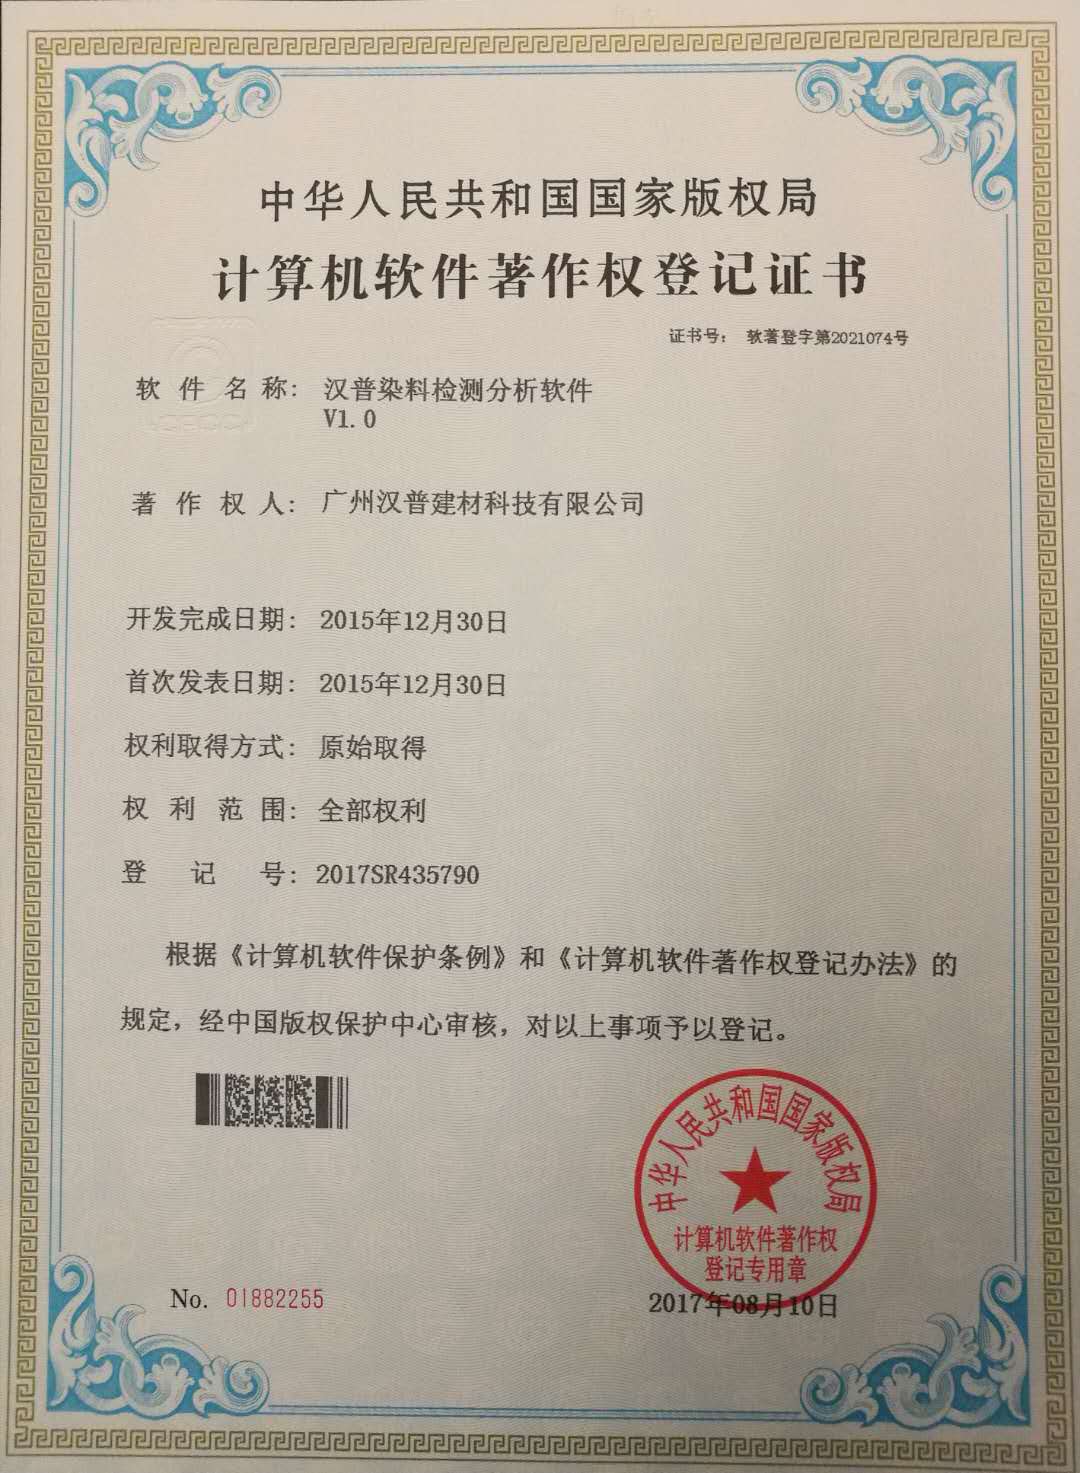 中华人民共和国国家版权局
计算机软件著作权登记证书
证书号： 软著登字第2021074号
软件名称： 汉普染料检测分析软件
V1.0
著作权人： 广州汉普建材科技有限公司
开发完成日期： 2015年12月30日
首次发表日期： 2015年12月30日
权利取得方式： 原始取得
权利范围： 全部权利
登记号： 2017SR435790
根据《计算机软件保护条例》和《计算机软件著作权登记办法》的
规定，经中国版权保护中心审核，对以上事项予以登记。
中华人民共和国国家版权局
计算机软件著作权
登记专用章
No. 01882255
2017年08月10日